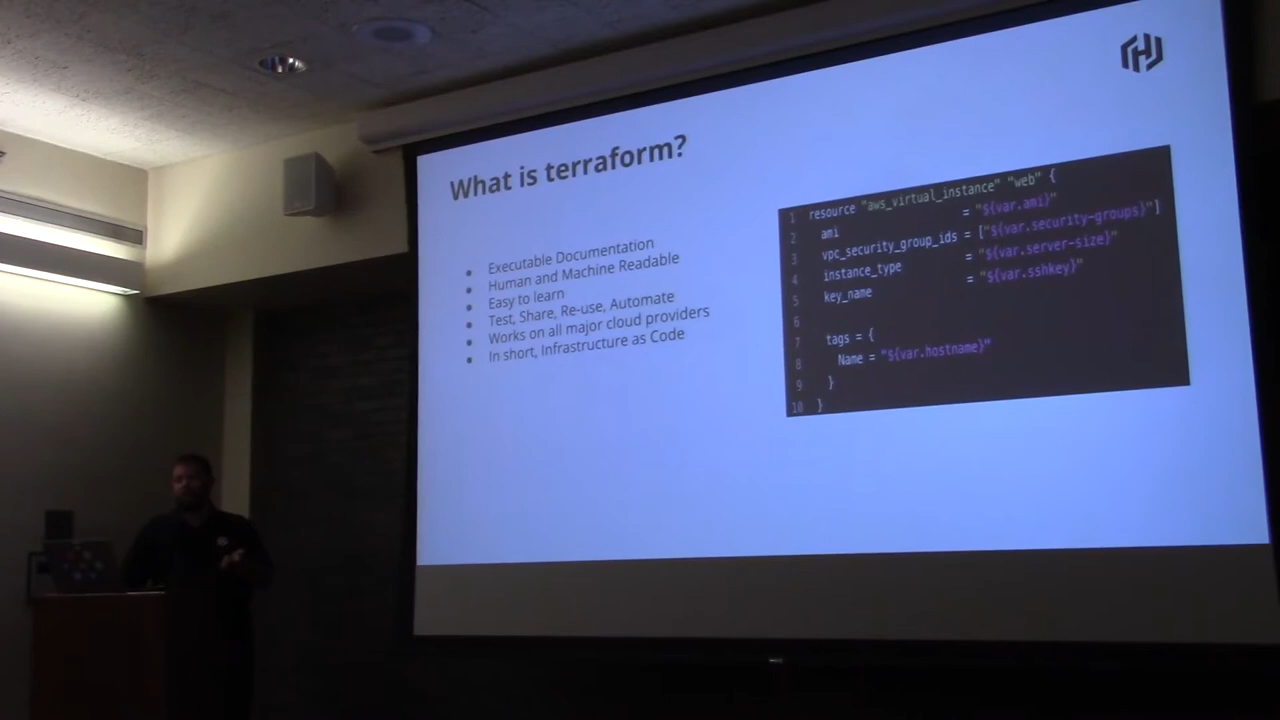 What is terraform?
Executable Documentation
Human and Machine Readable
Easy to learn
Test, Share, Re-use, Automate
Works on all major cloud providers
In short, Infrastructure as Code
1 resource "aws_virtual_instance" "web" {
2 ami = "${var.ami}"
3 vpc_security_group_ids = ["${var.security-groups}"]
4 instance_type = "${var.server-size}"
5 key_name = "${var.sshkey}"
6
7 tags = {
8 Name = "${var.hostname}"
9 }
10 }